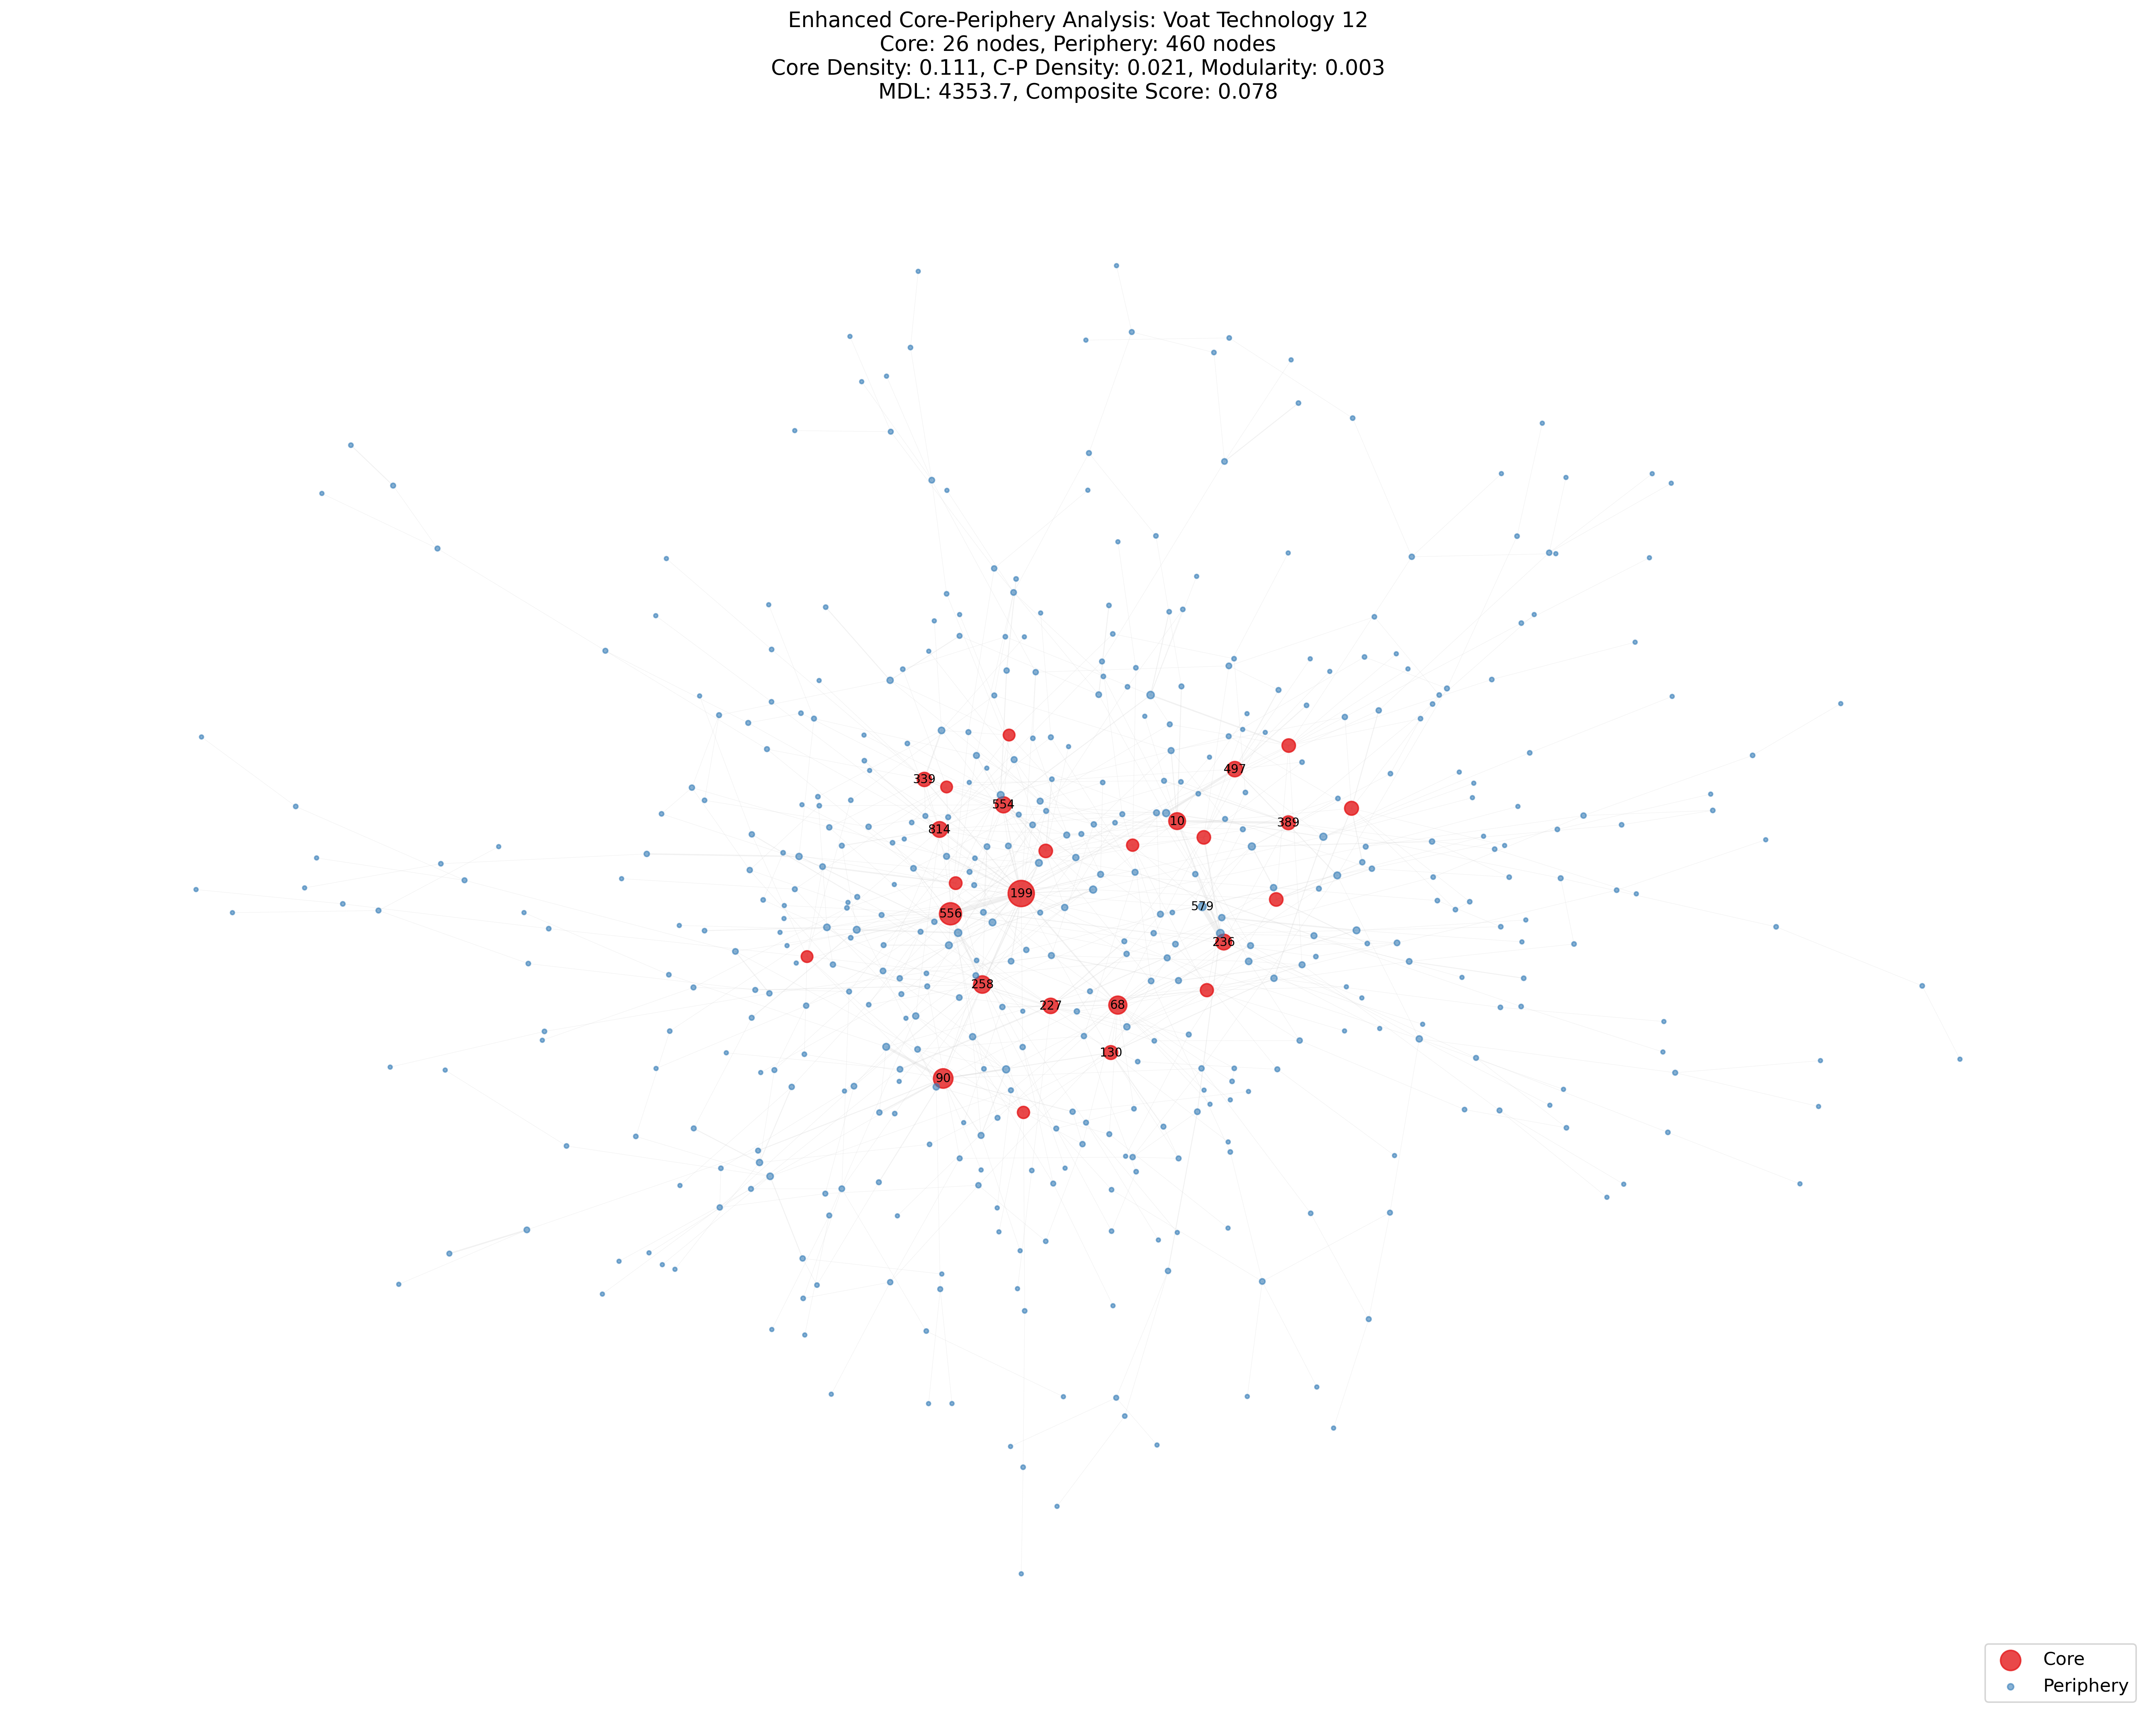 Enhanced Core-Periphery Analysis: Voat Technology 12
Core: 26 nodes, Periphery: 460 nodes
Core Density: 0.111, C-P Density: 0.021, Modularity: 0.003
MDL: 4353.7, Composite Score: 0.078
497
339
554
10
389
814
199
579
556
236
258
227
68
130
90
Core
Periphery